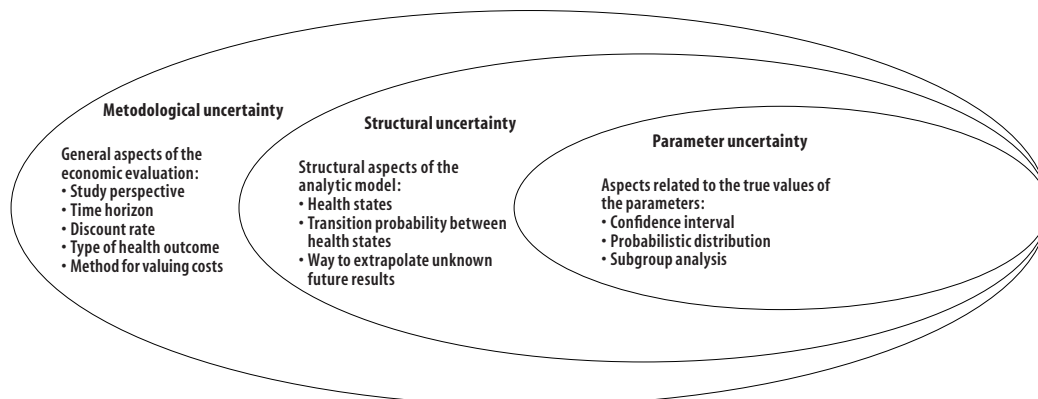 Metodological uncertainty
General aspects of the
economic evaluation:
• Study perspective
• Time horizon
• Discount rate
• Type of health outcome
• Method for valuing costs
Structural uncertainty
Structural aspects of the
analytic model:
• Health states
• Transition probability between
health states
• Way to extrapolate unknown
future results
Parameter uncertainty
Aspects related to the true values of
the parameters:
• Confidence interval
• Probabilistic distribution
• Subgroup analysis